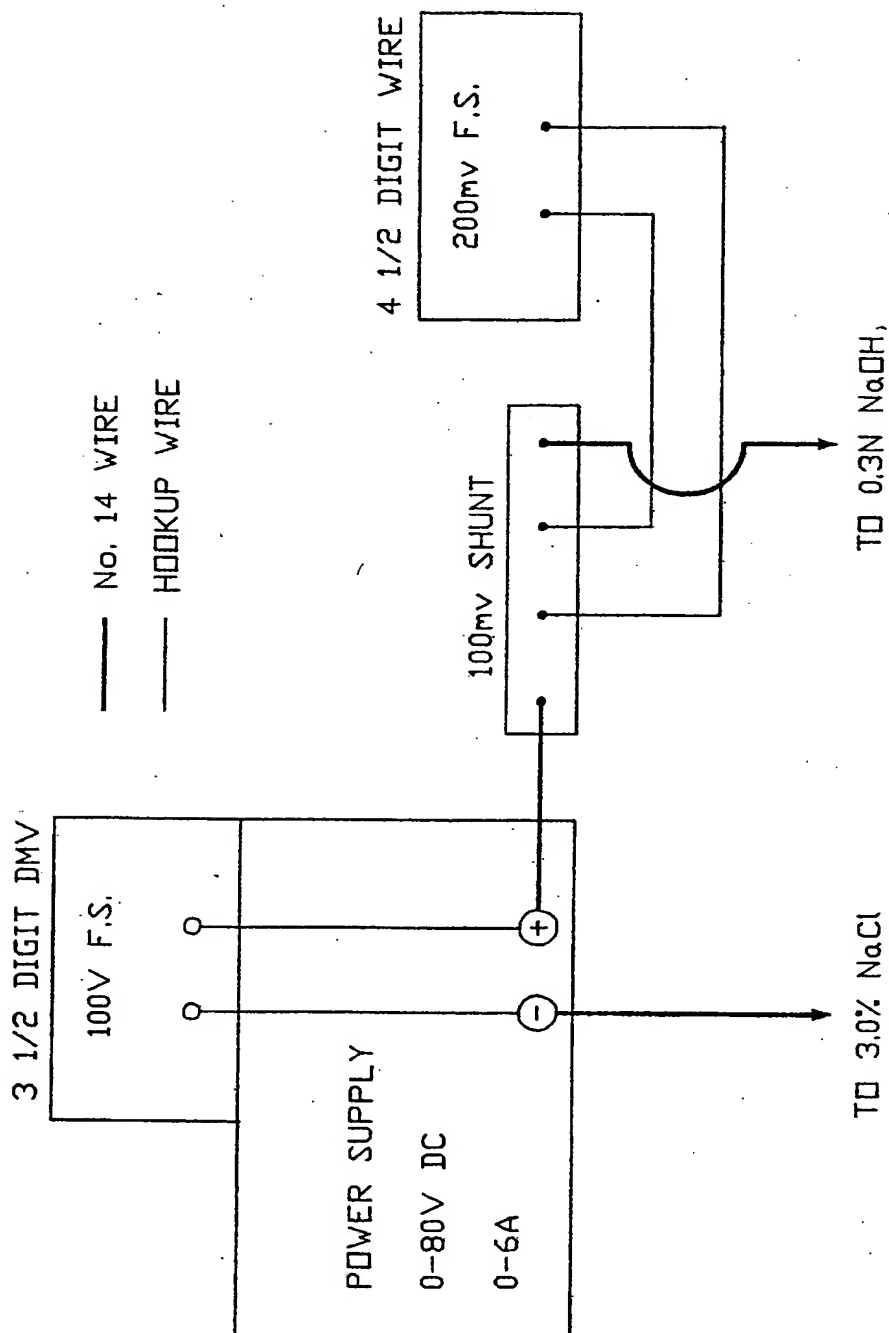 3 1/2 DIGIT DMV
100V F.S.
POWER SUPPLY
0-80V DC
0-6A
+
-
TO 3.0% NaCl
No. 14 WIRE
HOOKUP WIRE
100mv SHUNT
4 1/2 DIGIT WIRE
200mv F.S.
TO 0.3N NaOH,